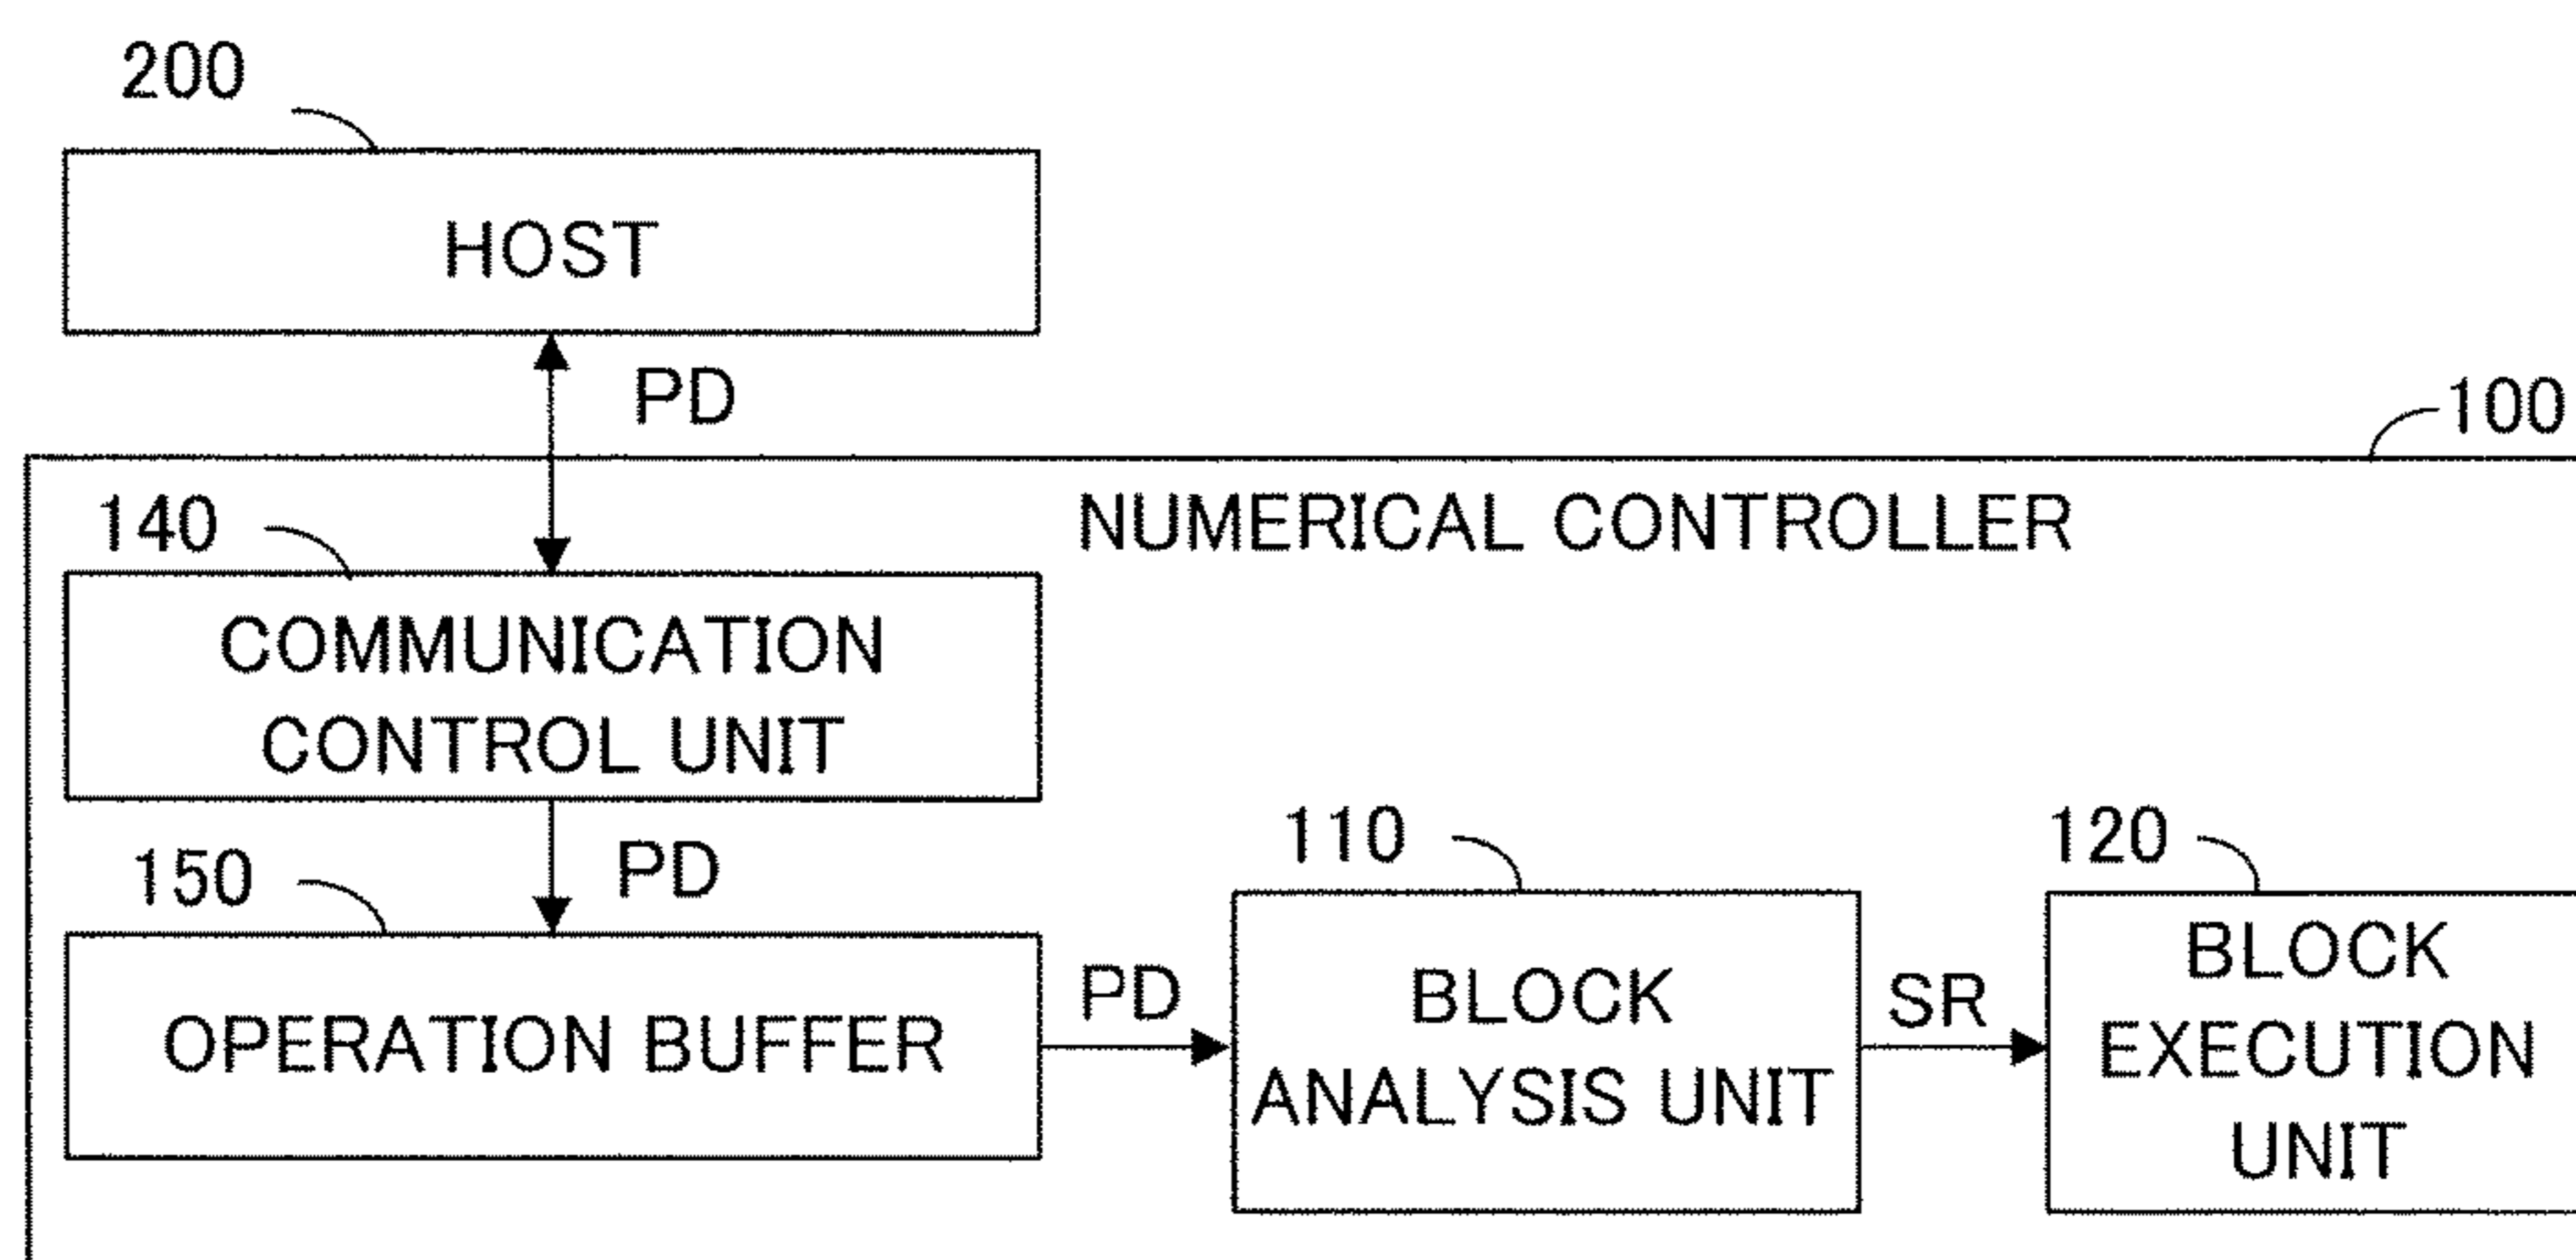 200
HOST
PD
100
NUMERICAL CONTROLLER
140
COMMUNICATION
CONTROL UNIT
PD
150
OPERATION BUFFER
PD
110
BLOCK
ANALYSIS UNIT
SR
120
BLOCK
EXECUTION
UNIT